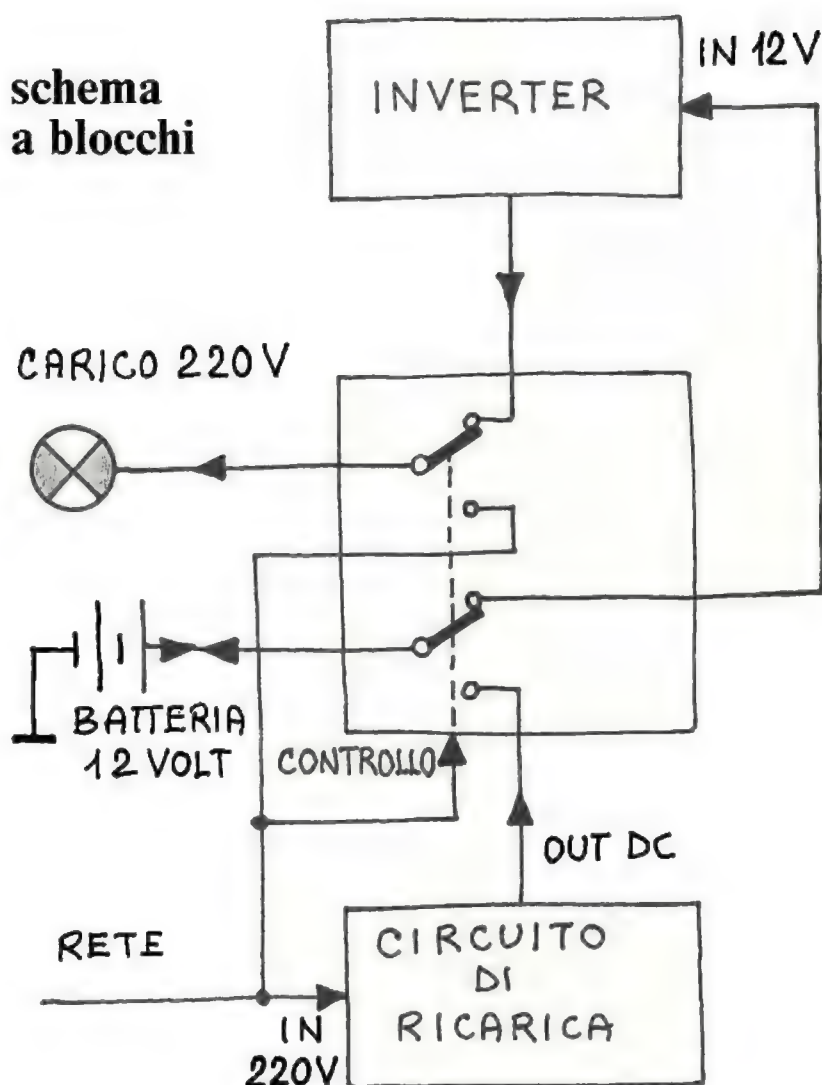 schema
a blocchi
INVERTER
IN 12V
CARICO 220V
BATTERIA
12 VOLT
CONTROLLO
OUT DC
RETE
IN
220V
CIRCUITO
DI
RICARICA